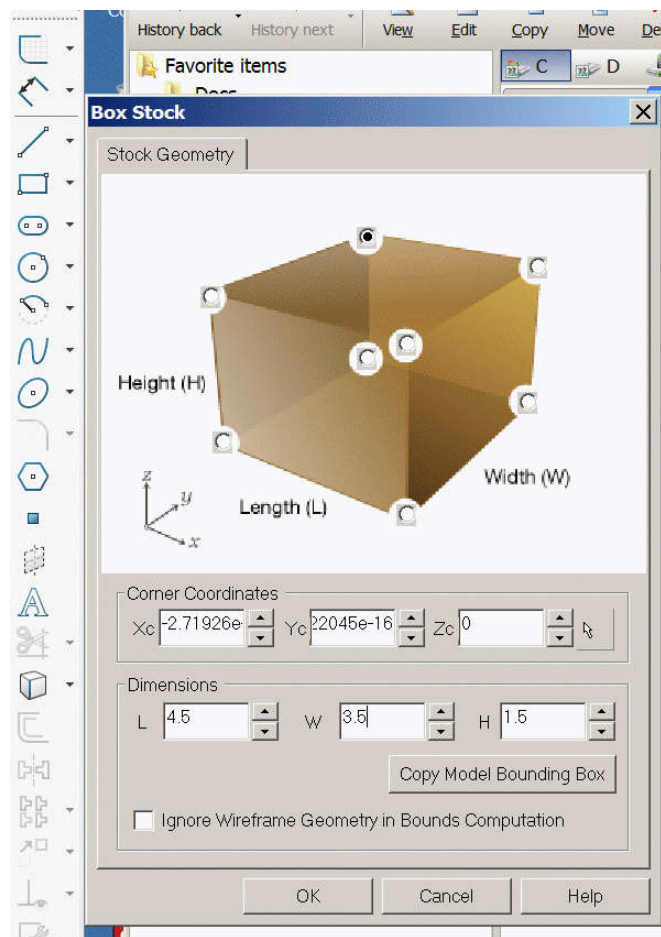 History back
History next
View
Edit
Copy
Move
Favorite items
C
D
Docs
Box Stock
Stock Geometry
Height (H)
Width (W)
Length (L)
z
y
x
Corner Coordinates
Xc -2.71926e-
Yc 22045e-16
Zc 0
Dimensions
L 4.5
W 3.5
H 1.5
Copy Model Bounding Box
Ignore Wireframe Geometry in Bounds Computation
OK
Cancel
Help